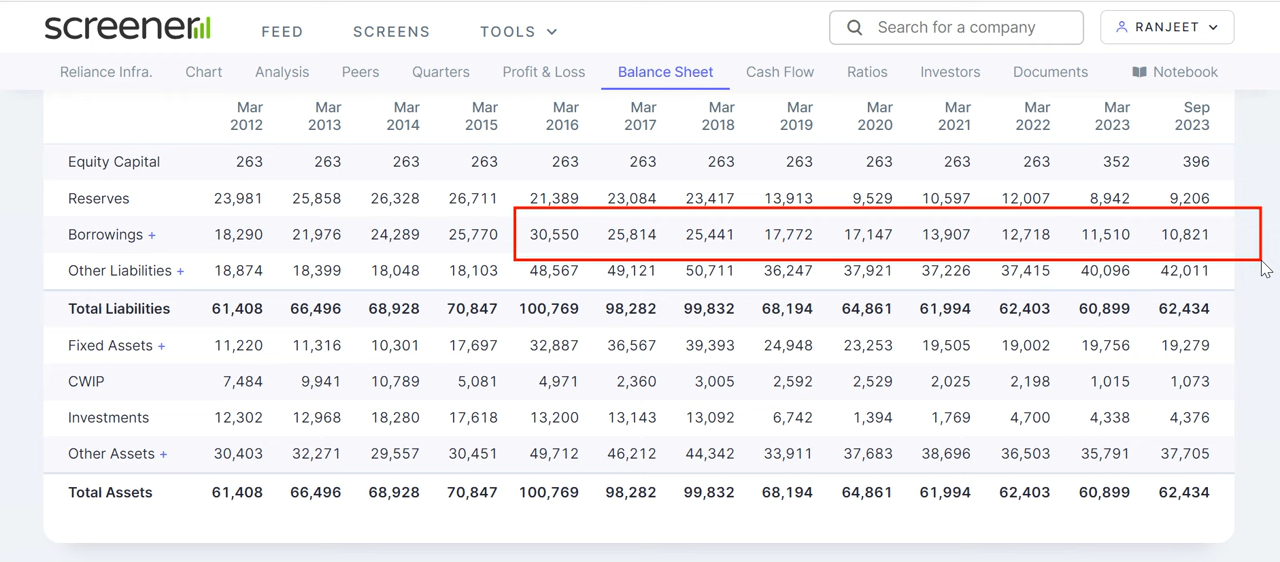 screener
FEED SCREENS TOOLS Search for a company RANJEET
Reliance Infra. Chart Analysis Peers Quarters Profit & Loss Balance Sheet Cash Flow Ratios Investors Documents Notebook
Mar Mar Mar Mar Mar Mar Mar Mar Mar Mar Mar Mar Sep
2012 2013 2014 2015 2016 2017 2018 2019 2020 2021 2022 2023 2023
Equity Capital 263 263 263 263 263 263 263 263 263 263 263 352 396
Reserves 23,981 25,858 26,328 26,711 21,389 23,084 23,417 13,913 9,529 10,597 12,007 8,942 9,206
Borrowings + 18,290 21,976 24,289 25,770 30,550 25,814 25,441 17,772 17,147 13,907 12,718 11,510 10,821
Other Liabilities + 18,874 18,399 18,048 18,103 48,567 49,121 50,711 36,247 37,921 37,226 37,415 40,096 42,011
Total Liabilities 61,408 66,496 68,928 70,847 100,769 98,282 99,832 68,194 64,861 61,994 62,403 60,899 62,434
Fixed Assets + 11,220 11,316 10,301 17,697 32,887 36,567 39,393 24,948 23,253 19,505 19,002 19,756 19,279
CWIP 7,484 9,941 10,789 5,081 4,971 2,360 3,005 2,592 2,529 2,025 2,198 1,015 1,073
Investments 12,302 12,968 18,280 17,618 13,200 13,143 13,092 6,742 1,394 1,769 4,700 4,338 4,376
Other Assets + 30,403 32,271 29,557 30,451 49,712 46,212 44,342 33,911 37,683 38,696 36,503 35,791 37,705
Total Assets 61,408 66,496 68,928 70,847 100,769 98,282 99,832 68,194 64,861 61,994 62,403 60,899 62,434